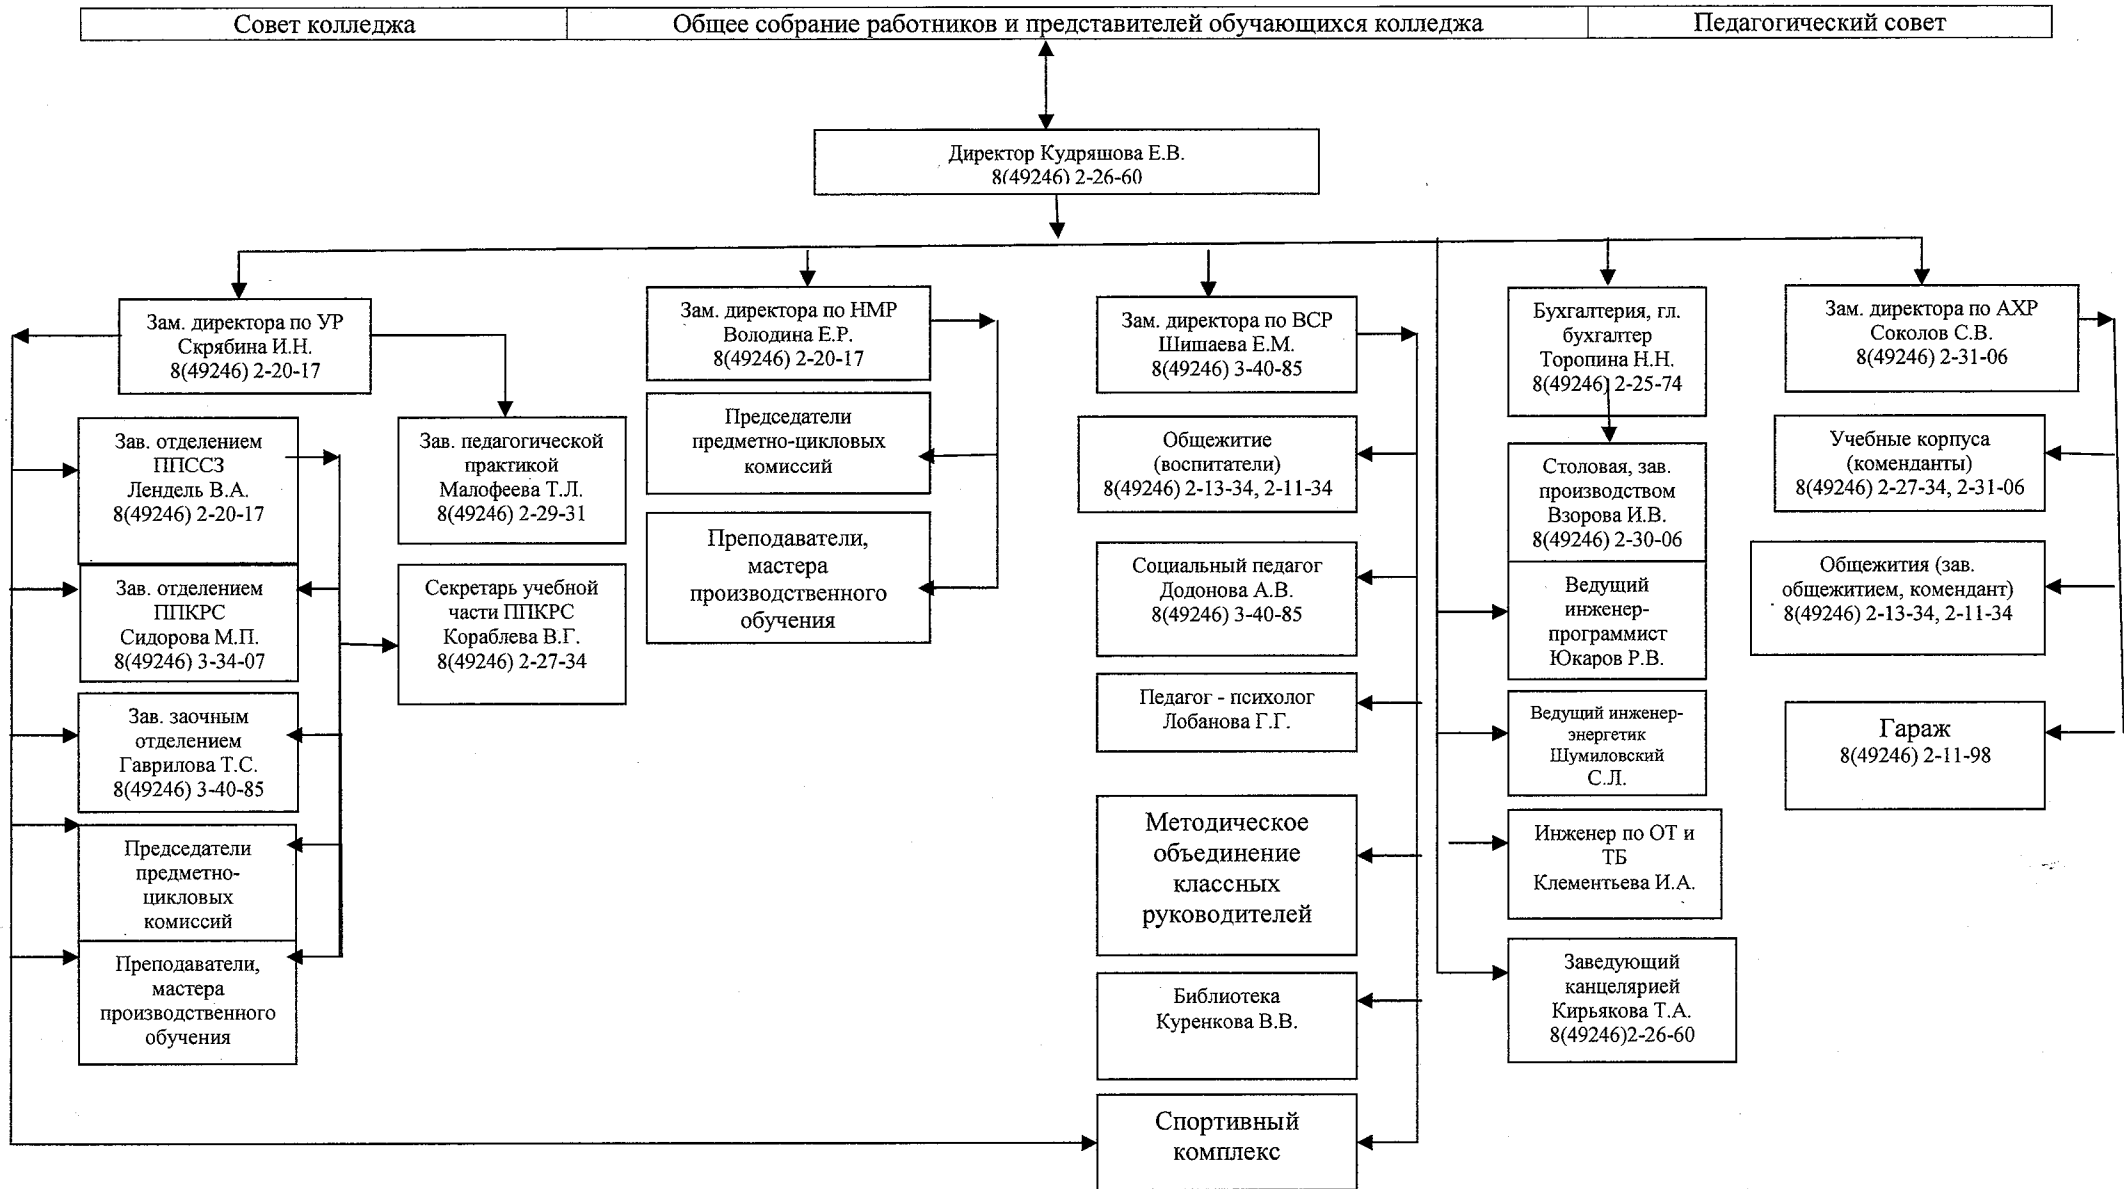 Совет колледжа
Общее собрание работников и представителей обучающихся колледжа
Педагогический совет
Директор Кудряшова Е.В.
8(49246) 2-26-60
Зам. директора по УР
Скрябина И.Н.
8(49246) 2-20-17
Зам. директора по НМР
Володина Е.Р.
8(49246) 2-20-17
Зам. директора по ВСР
Шишаева Е.М.
8(49246) 3-40-85
Бухгалтерия, гл.
бухгалтер
Торопина Н.Н.
8(49246) 2-25-74
Зам. директора по АХР
Соколов С.В.
8(49246) 2-31-06
Зав. отделением
ППССЗ
Лендель В.А.
8(49246) 2-20-17
Зав. педагогической
практикой
Малофеева Т.Л.
8(49246) 2-29-31
Председатели
предметно-цикловых
комиссий
Общежитие
(воспитатели)
8(49246) 2-13-34, 2-11-34
Столовая, зав.
производством
Взорова И.В.
8(49246) 2-30-06
Учебные корпуса
(коменданты)
8(49246) 2-27-34, 2-31-06
Зав. отделением
ППКРС
Сидорова М.П.
8(49246) 3-34-07
Секретарь учебной
части ППКРС
Кораблева В.Г.
8(49246) 2-27-34
Преподаватели,
мастера
производственного
обучения
Социальный педагог
Додонова А.В.
8(49246) 3-40-85
Ведущий
инженер-
программист
Юкаров Р.В.
Общежития (зав.
общежитием, комендант)
8(49246) 2-13-34, 2-11-34
Зав. заочным
отделением
Гаврилова Т.С.
8(49246) 3-40-85
Педагог - психолог
Лобанова Г.Г.
Ведущий инженер-
энергетик
Шумиловский
С.Л.
Гараж
8(49246) 2-11-98
Председатели
предметно-
цикловых
комиссий
Методическое
объединение
классных
руководителей
Инженер по ОТ и
ТБ
Клементьева И.А.
Преподаватели,
мастера
производственного
обучения
Библиотека
Куренкова В.В.
Заведующий
канцелярией
Кирьякова Т.А.
8(49246)2-26-60
Спортивный
комплекс